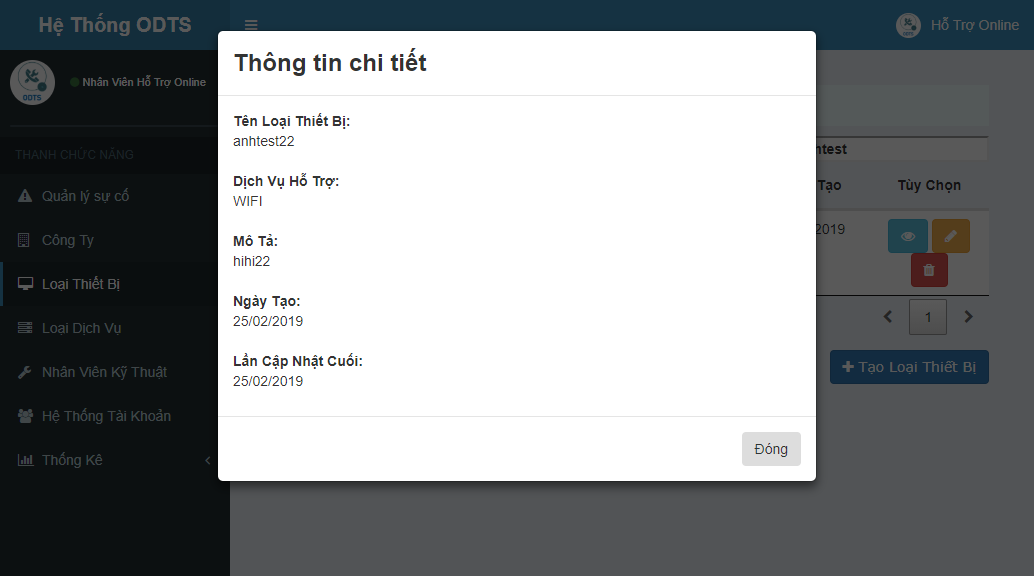 Hệ Thống ODTS
Hỗ Trợ Online
ODTS
Nhân Viên Hỗ Trợ Online
THANH CHỨC NĂNG
Quản lý sự cố
Công Ty
Loại Thiết Bị
Loại Dịch Vụ
Nhân Viên Kỹ Thuật
Hệ Thống Tài Khoản
Thống Kê
Thông tin chi tiết
Tên Loại Thiết Bị:
anhtest22
Dịch Vụ Hỗ Trợ:
WIFI
Mô Tả:
hihi22
Ngày Tạo:
25/02/2019
Lần Cập Nhật Cuối:
25/02/2019
Đóng
ntest
Tạo
Tùy Chọn
2019
1
Tạo Loại Thiết Bị